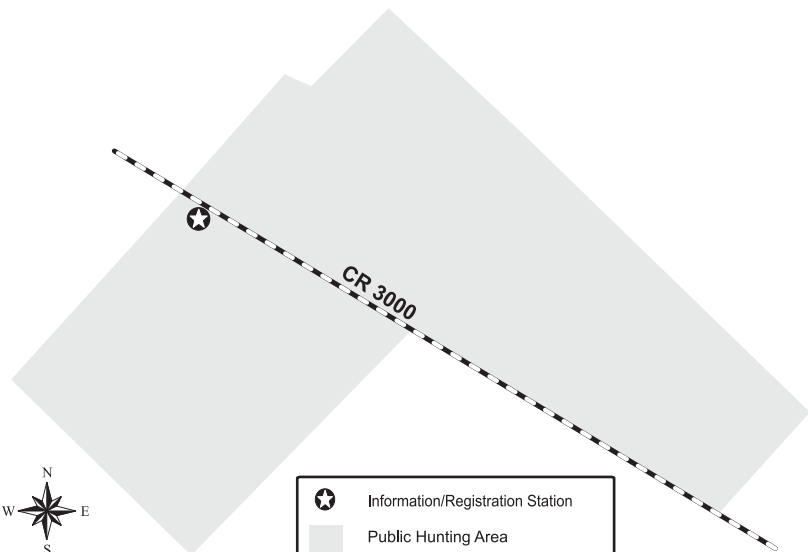 CR 3000
N
W E
S
Information/Registration Station
Public Hunting Area